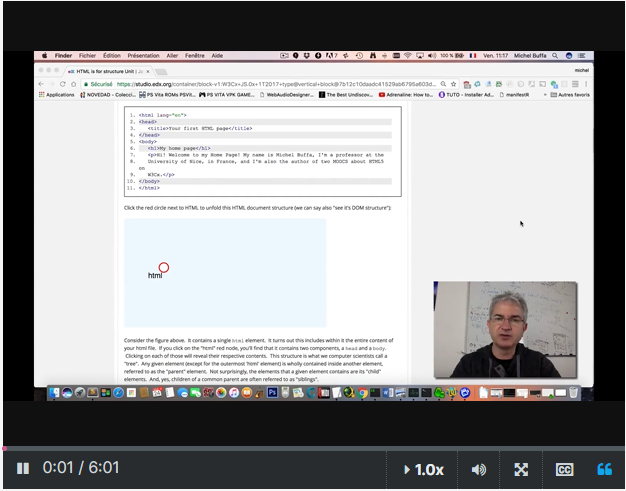 Finder Fichier Édition Présentation Aller Fenêtre Aide 100 % Ven. 11:17 Michel Buffa
HTML is for structure Unit | michel
Sécurisé https://studio.edx.org/container/block-v1:W3Cx+JS.0x+1T2017+type@vertical+block@
Applications NOVEDAD - Colecci... PS Vita ROMs PSVit... PS VITA VPK GAME... WebAudioDesigner... The Best Undiscov... Adrenaline: How to... TUTO - Installer Ad... manifestR Autres favoris
1. <html lang="en">
2. <head>
3. <title>Your first HTML page</title>
4. </head>
5. <body>
6. <h1>My home page</h1>
7. <p>Hi! Welcome to my Home Page! My name is Michel Buffa, I'm a professor at the
8. University of Nice, in France, and I'm also the author of two MOOCS about HTML5
on
9. W3Cx.</p>
10. </body>
11. </html>
Click the red circle next to HTML to unfold this HTML document structure (we can say also "see it's DOM structure"):
html
Consider the figure above. It contains a single html element. It turns out this includes within it the entire content of
your html file. If you click on the "html" red node, you'll find that it contains two components, a head and a body.
Clicking on each of those will reveal their respective contents. This structure is what we computer scientists call a
"tree". Any given element (except for the outermost 'html' element) is wholly contained inside another element,
referred to as the "parent" element. Not surprisingly, the elements that a given element contains are its "child"
elements. And, yes, children of a common parent are often referred to as "siblings".
0:01 / 6:01 1.0x CC